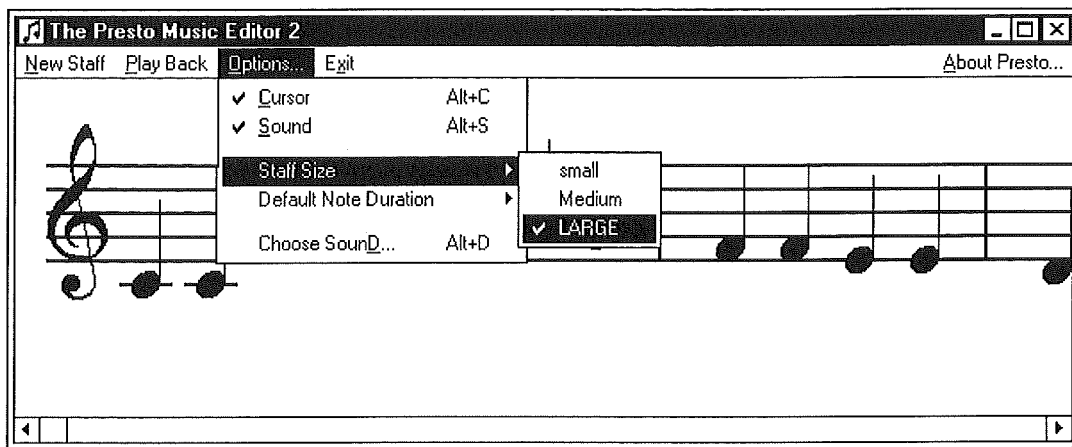 The Presto Music Editor 2
New Staff Play Back Options... Exit About Presto...
Cursor Alt+C
Sound Alt+S
Staff Size
Default Note Duration
Choose SounD... Alt+D
small
Medium
LARGE